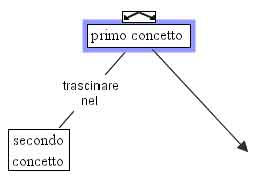 primo concetto
trascinare
nel
secondo
concetto